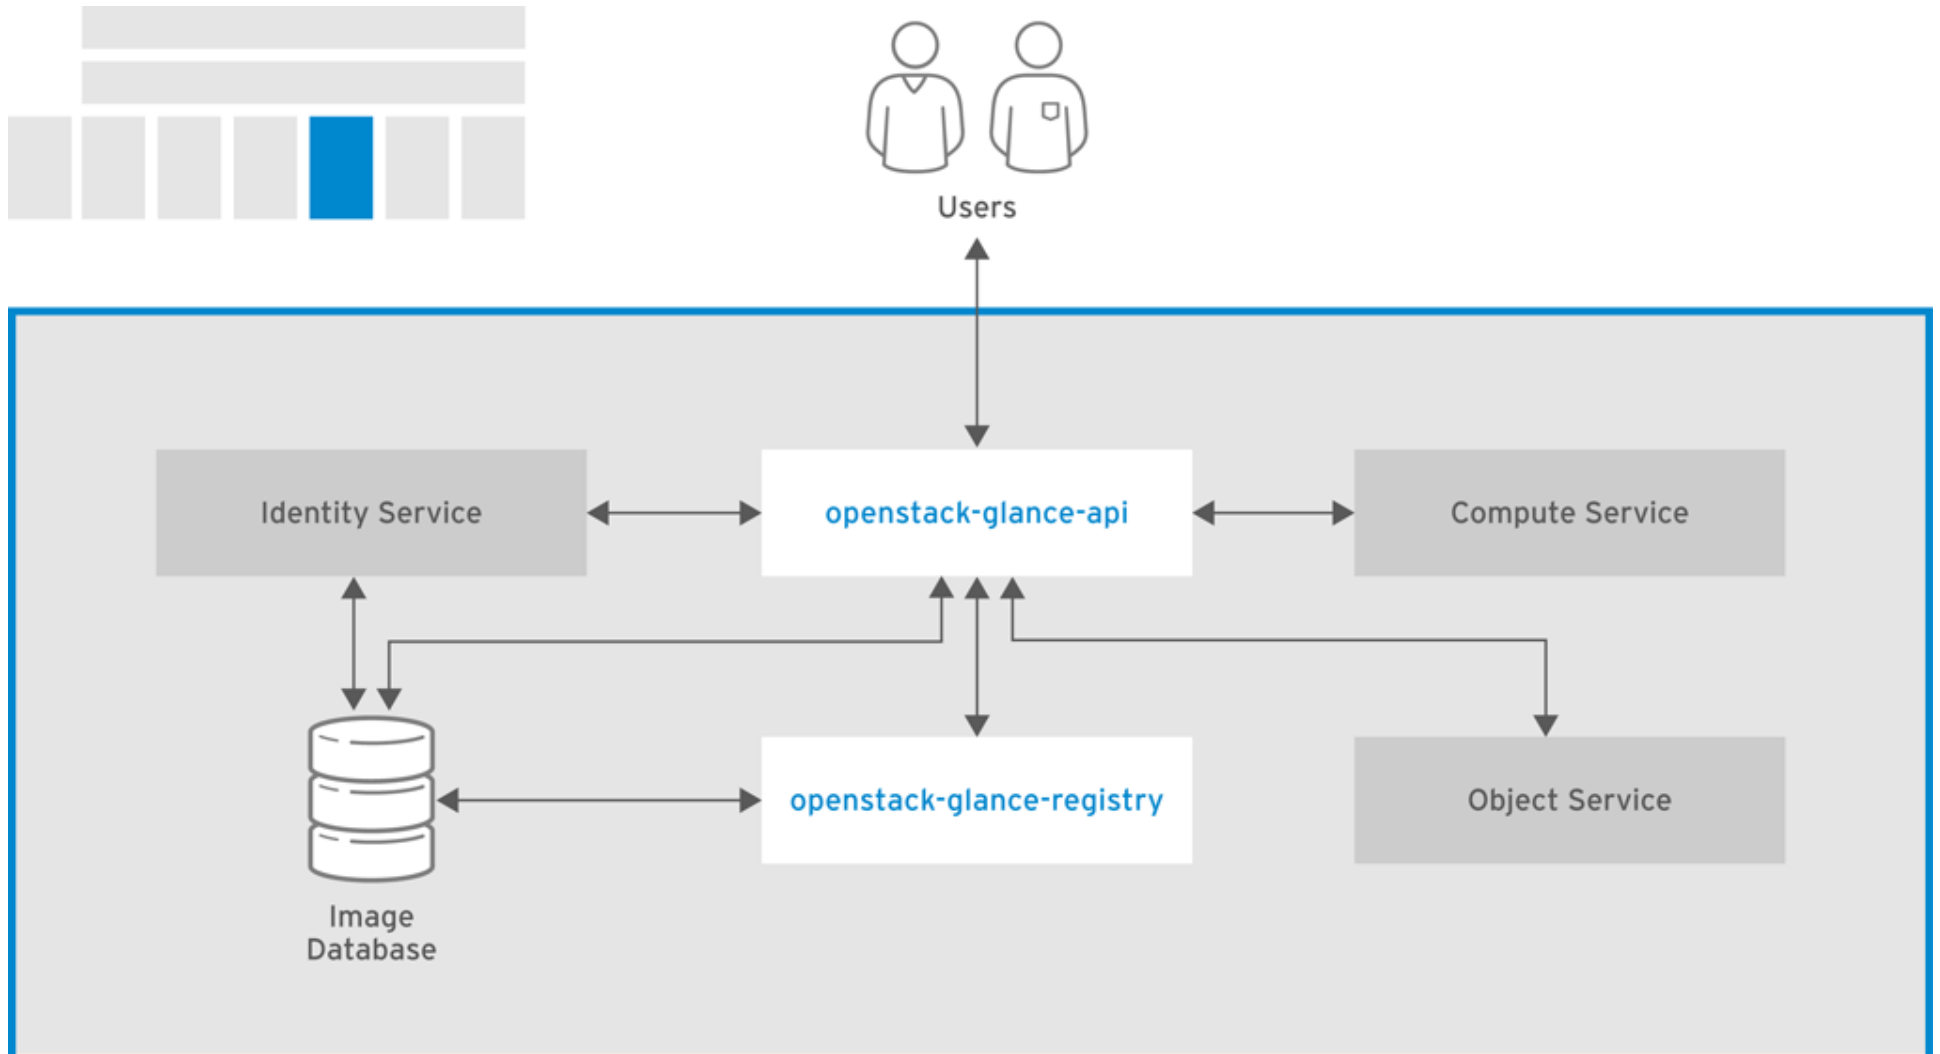 Users
Identity Service
openstack-glance-api
Compute Service
openstack-glance-registry
Object Service
Image
Database